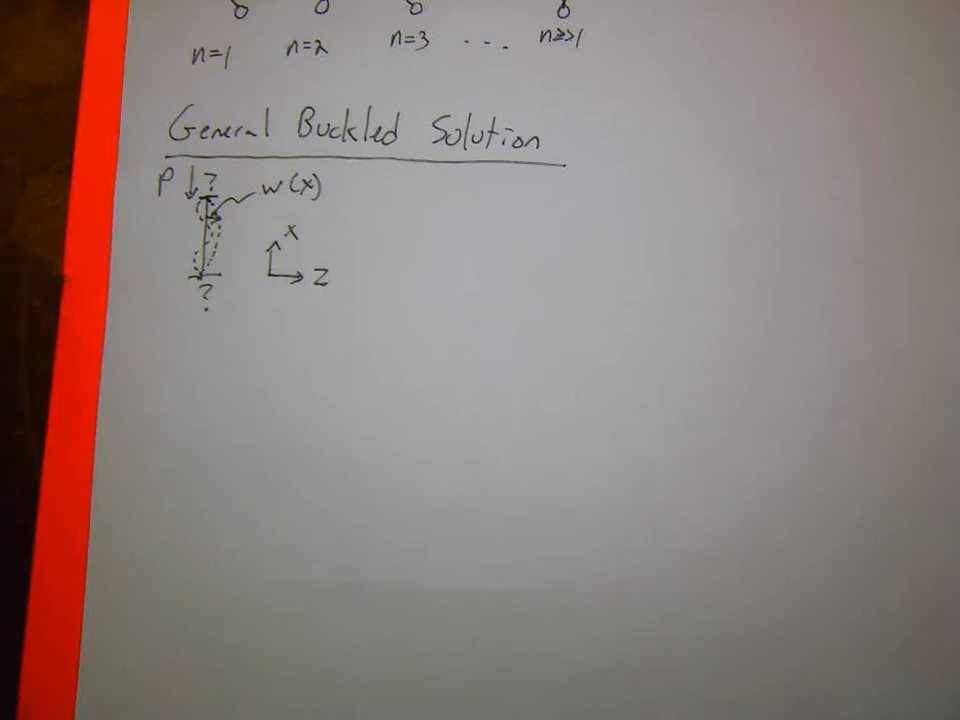 n=1 n=2 n=3 ... n>>>1
General Buckled Solution
P ↓ ? w(x)
x
z
?